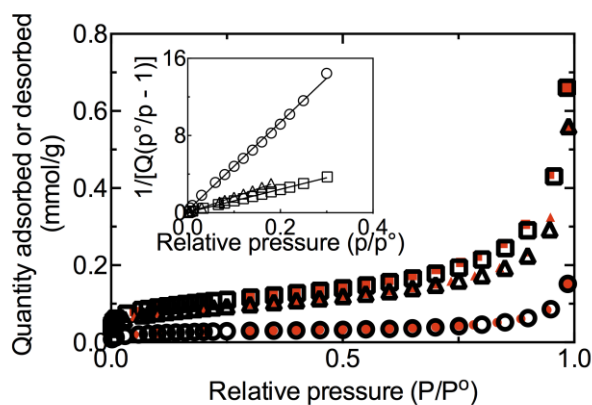 Quantity adsorbed or desorbed
(mmol/g)
0.8
0.6
0.4
0.2
0.0
0.0
0.5
1.0
Relative pressure (P/P°)
1/[Q(p°/p - 1)]
16
8
0
0
0.2
0.4
Relative pressure (p/p°)